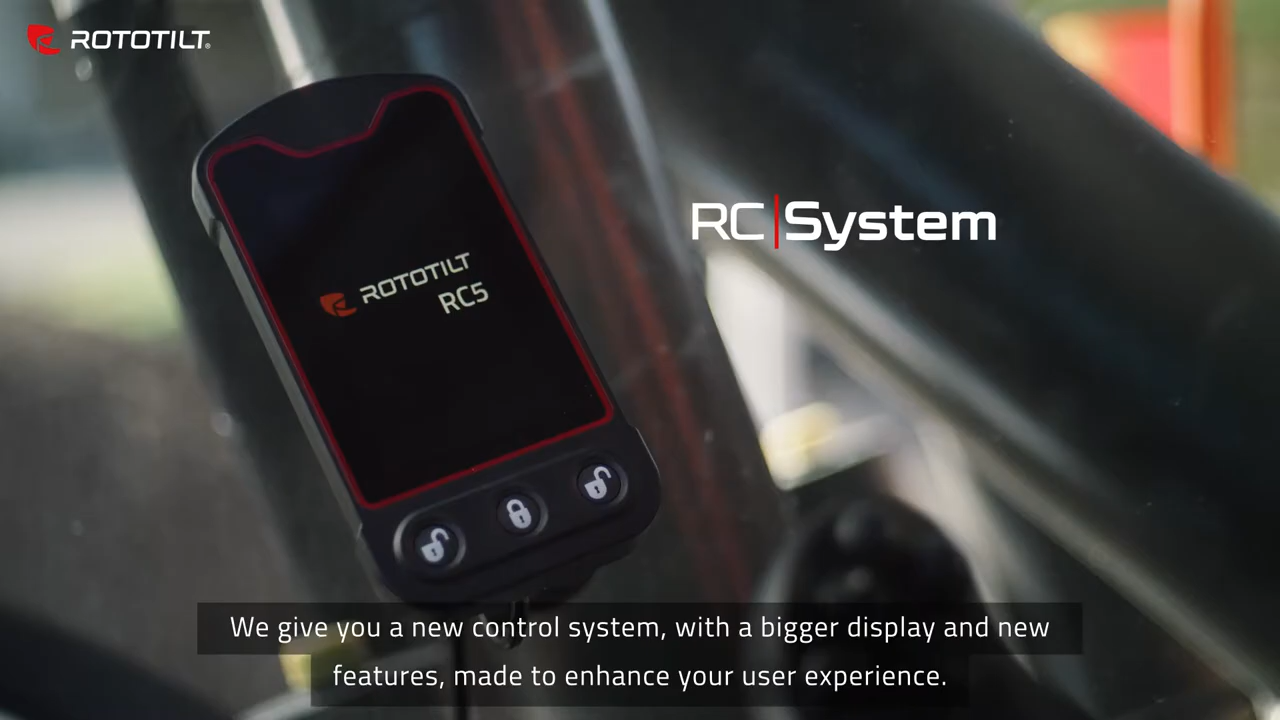 ROTOTILT®
RC|System
ROTOTILT
RC5
We give you a new control system, with a bigger display and new
features, made to enhance your user experience.